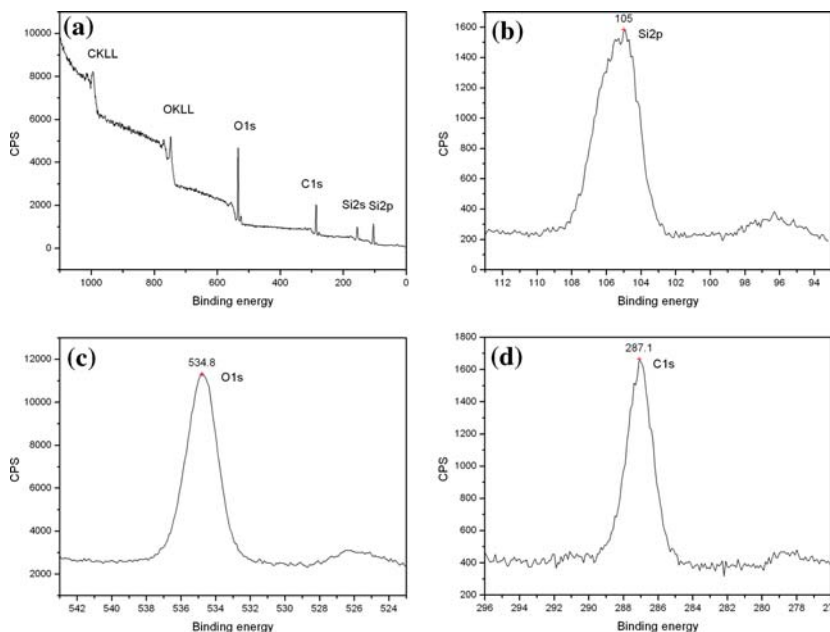 (a)
CKLL
OKLL
O1s
C1s
Si2s Si2p
10000
8000
6000
4000
2000
0
CPS
1000 800 600 400 200 0
Binding energy
(b)
105
Si2p
1600
1400
1200
1000
800
600
400
200
CPS
112 110 108 106 104 102 100 98 96 94
Binding energy
(c)
534.8
O1s
12000
10000
8000
6000
4000
2000
CPS
542 540 538 536 534 532 530 528 526 524
Binding energy
(d)
287.1
C1s
1800
1600
1400
1200
1000
800
600
400
200
CPS
296 294 292 290 288 286 284 282 280 278 276
Binding energy